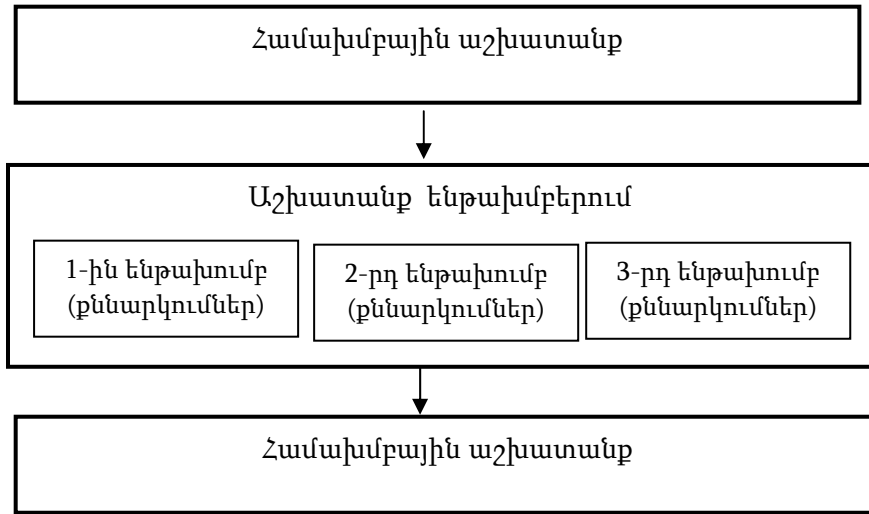 Համախմբային աշխատանք
Աշխատանք ենթախմբերում
1-ին ենթախումբ
(քննարկումներ)
2-րդ ենթախումբ
(քննարկումներ)
3-րդ ենթախումբ
(քննարկումներ)
Համախմբային աշխատանք